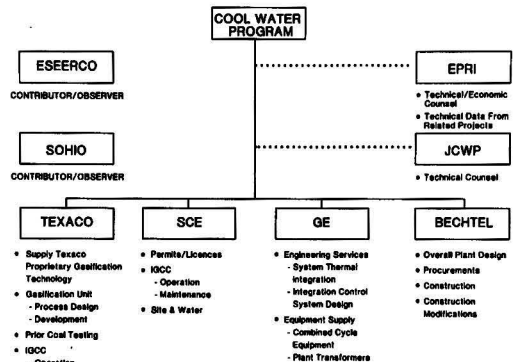 COOL WATER
PROGRAM
ESEERCO
CONTRIBUTOR/OBSERVER
EPRI
• Technical/Economic
Counsel
• Technical Data From
Related Projects
SOHIO
CONTRIBUTOR/OBSERVER
JCWP
• Technical Counsel
TEXACO
• Supply Texaco
Proprietary Gasification
Technology
• Gasification Unit
- Process Design
- Development
• Prior Coal Testing
• IGCC
- Operation
SCE
• Permits/Licences
• IGCC
- Operation
- Maintenance
• Site & Water
GE
• Engineering Services
- System Thermal
Integration
- Integration Control
System Design
• Equipment Supply
- Combined Cycle
Equipment
- Plant Transformers
BECHTEL
• Overall Plant Design
• Procurements
• Construction
• Construction
Modifications